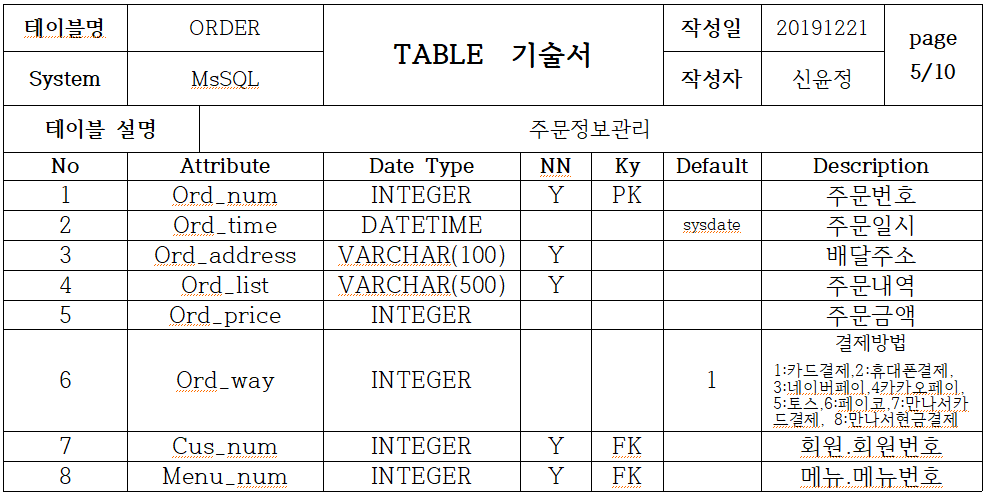 테이블명 ORDER TABLE 기술서 작성일 20191221 page 5/10
System MsSQL 작성자 신윤정
테이블 설명 주문정보관리
No Attribute Date Type NN Ky Default Description
1 Ord_num INTEGER Y PK 주문번호
2 Ord_time DATETIME sysdate 주문일시
3 Ord_address VARCHAR(100) Y 배달주소
4 Ord_list VARCHAR(500) Y 주문내역
5 Ord_price INTEGER 주문금액
6 Ord_way INTEGER 1 결제방법
1:카드결제,2:휴대폰결제,
3:네이버페이,4카카오페이,
5:토스,6:페이코,7:만나서카
드결제, 8:만나서현금결제
7 Cus_num INTEGER Y FK 회원.회원번호
8 Menu_num INTEGER Y FK 메뉴.메뉴번호